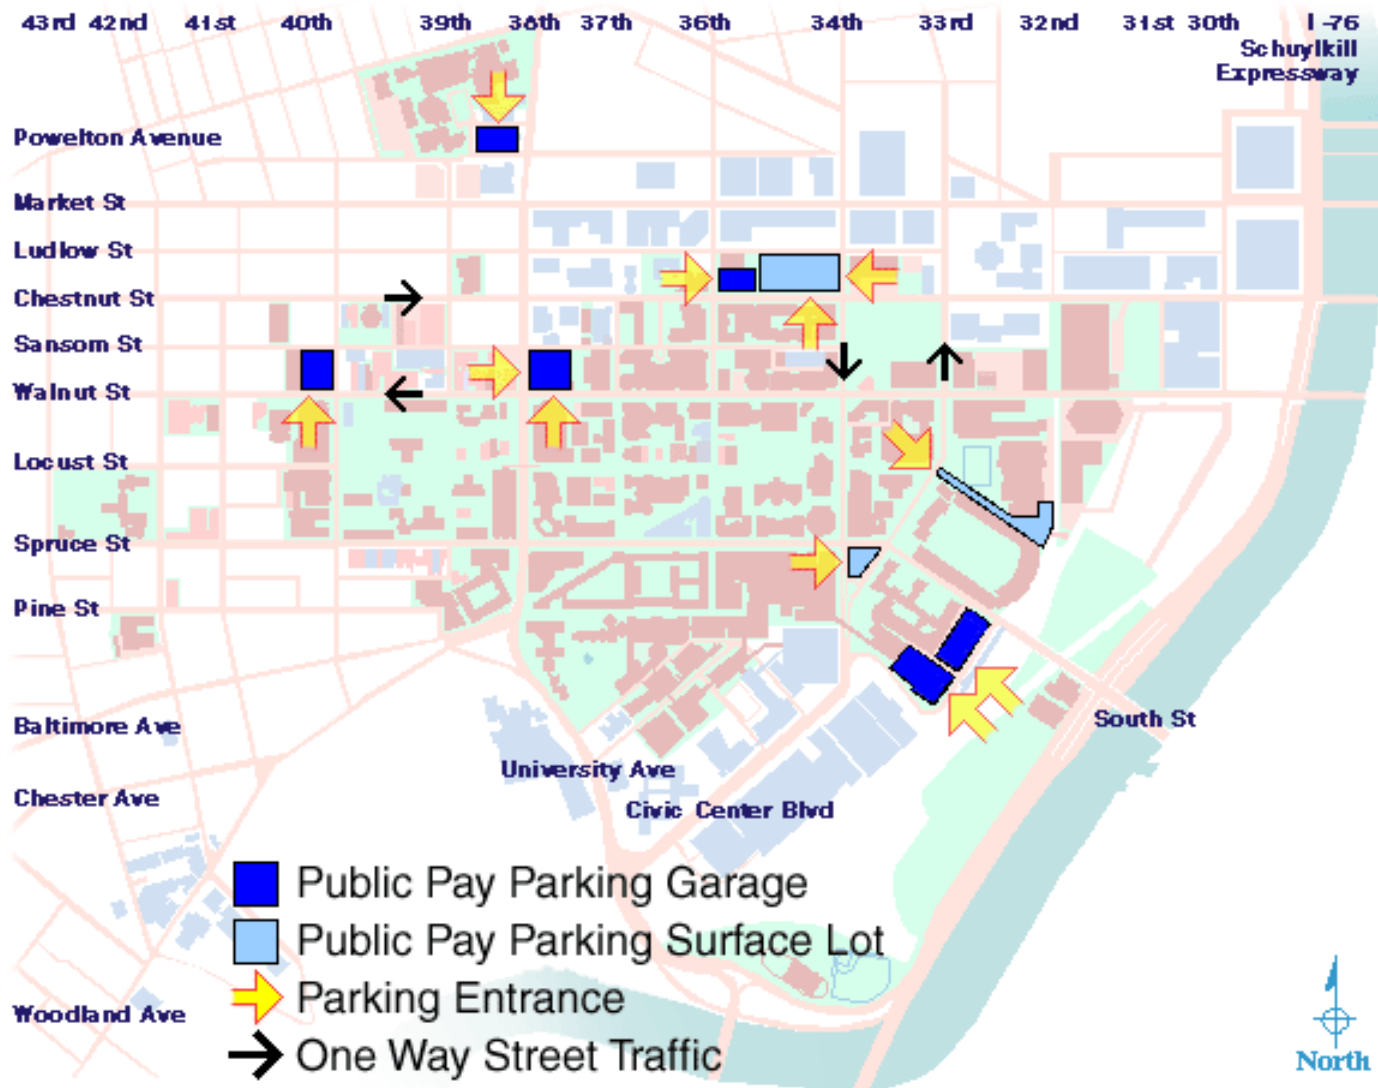 43rd 42nd 41st 40th 39th 38th 37th 36th 34th 33rd 32nd 31st 30th I-76
Schuylkill
Expressway
Powelton Avenue
Market St
Ludlow St
Chestnut St
Sansom St
Walnut St
Locust St
Spruce St
Pine St
Baltimore Ave
South St
University Ave
Chester Ave
Civic Center Blvd
Public Pay Parking Garage
Public Pay Parking Surface Lot
Parking Entrance
Woodland Ave
One Way Street Traffic
North